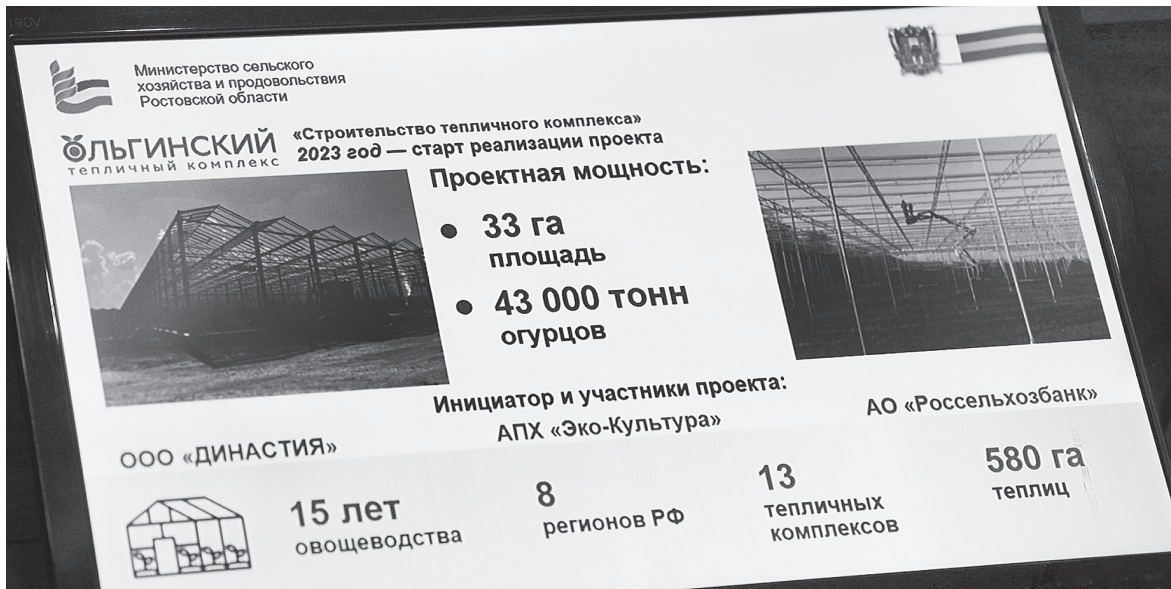 Министерство сельского
хозяйства и продовольствия
Ростовской области
ОЛЬГИНСКИЙ
ТЕПЛИЧНЫЙ КОМПЛЕКС
«Строительство тепличного комплекса»
2023 год — старт реализации проекта
Проектная мощность:
• 33 га
площадь
• 43 000 тонн
огурцов
Инициатор и участники проекта:
ООО «ДИНАСТИЯ»
АПХ «Эко-Культура»
АО «Россельхозбанк»
15 лет
овощеводства
8
регионов РФ
13
тепличных
комплексов
580 га
теплиц